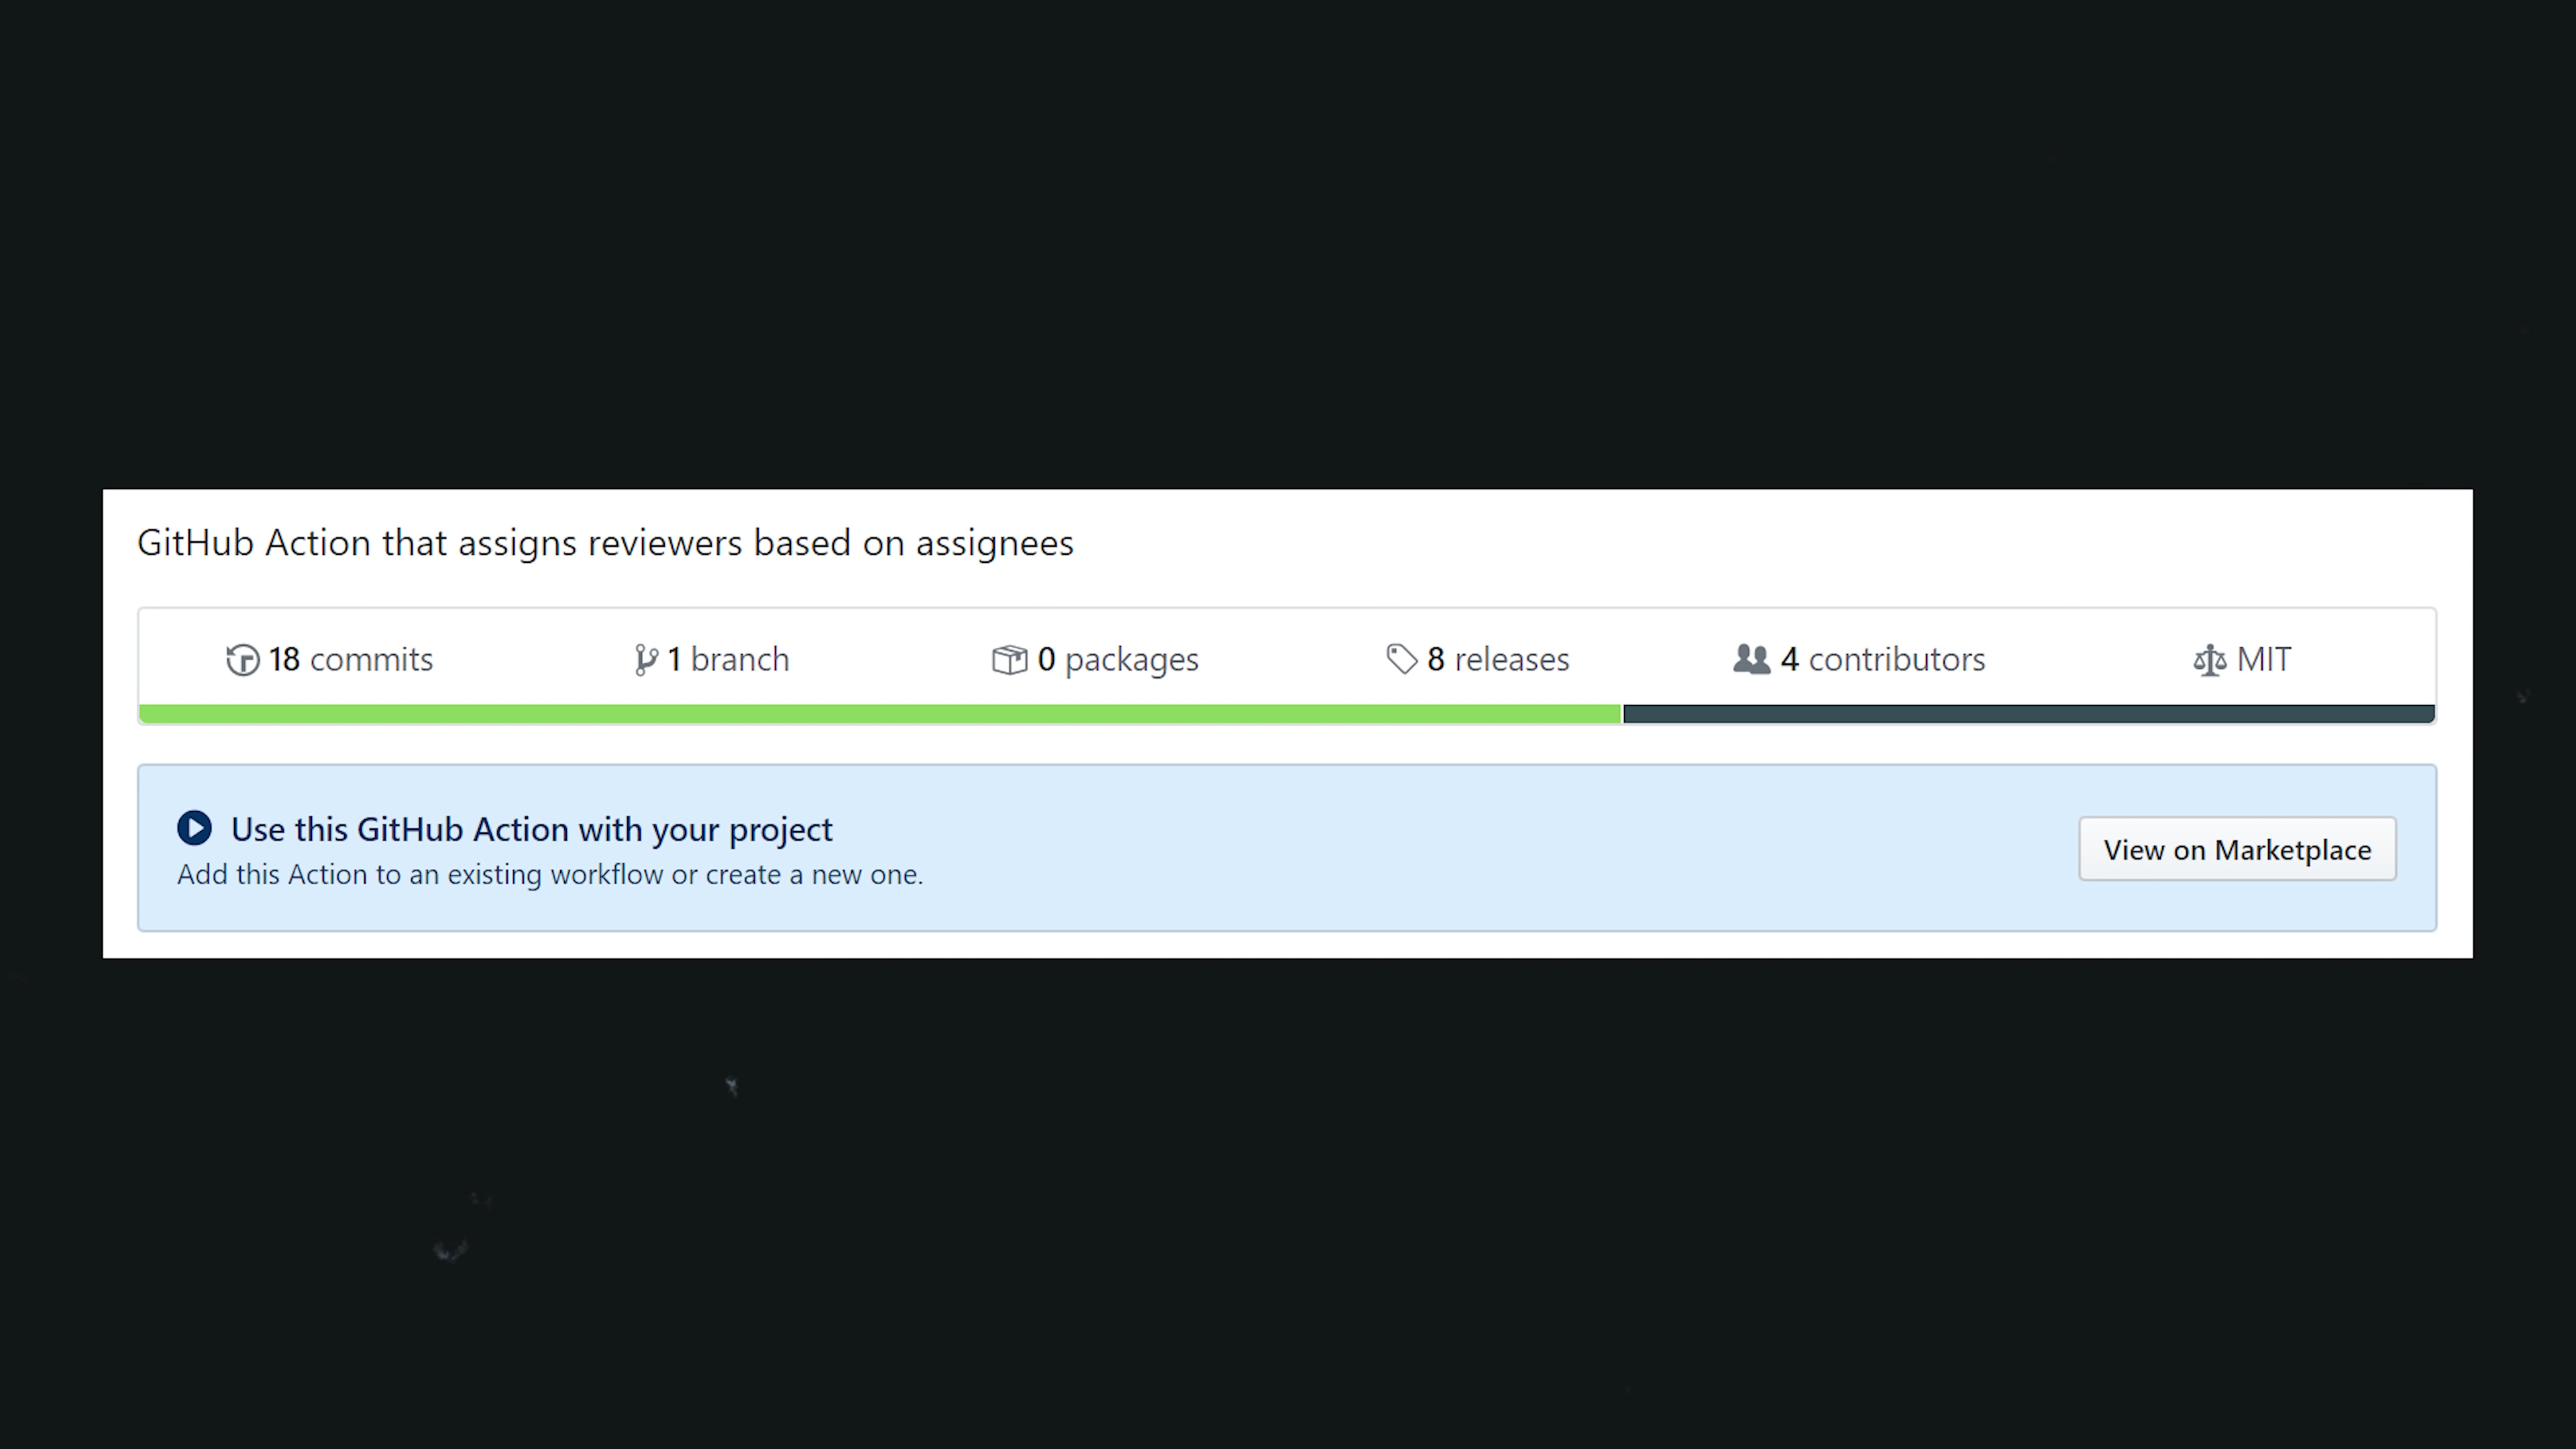 GitHub Action that assigns reviewers based on assignees
18 commits
1 branch
0 packages
8 releases
4 contributors
MIT
Use this GitHub Action with your project
Add this Action to an existing workflow or create a new one.
View on Marketplace